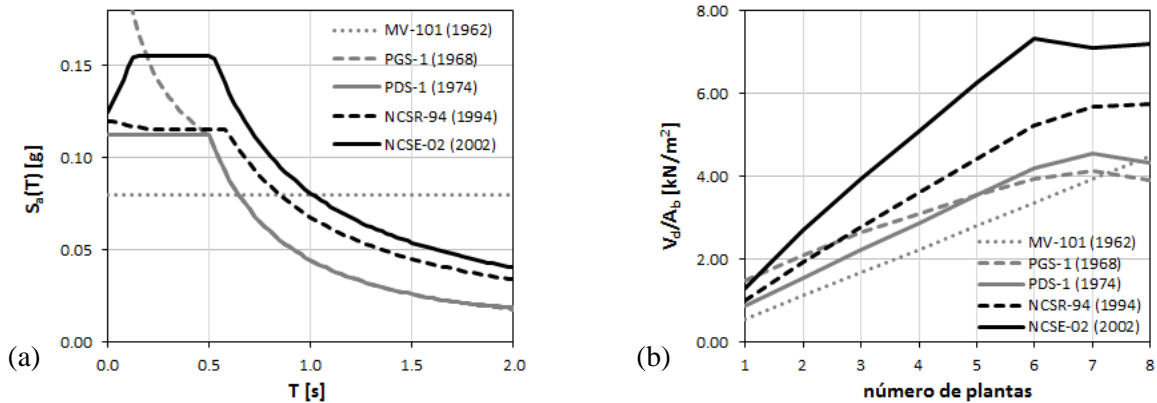 0.15
0.10
0.05
0.00
Sa(T) [g]
MV-101 (1962)
PGS-1 (1968)
PDS-1 (1974)
NCSR-94 (1994)
NCSE-02 (2002)
0.0 0.5 1.0 1.5 2.0
T [s]
(a)
8.00
6.00
4.00
2.00
0.00
Vd/Ab [kN/m²]
MV-101 (1962)
PGS-1 (1968)
PDS-1 (1974)
NCSR-94 (1994)
NCSE-02 (2002)
1 2 3 4 5 6 7 8
número de plantas
(b)